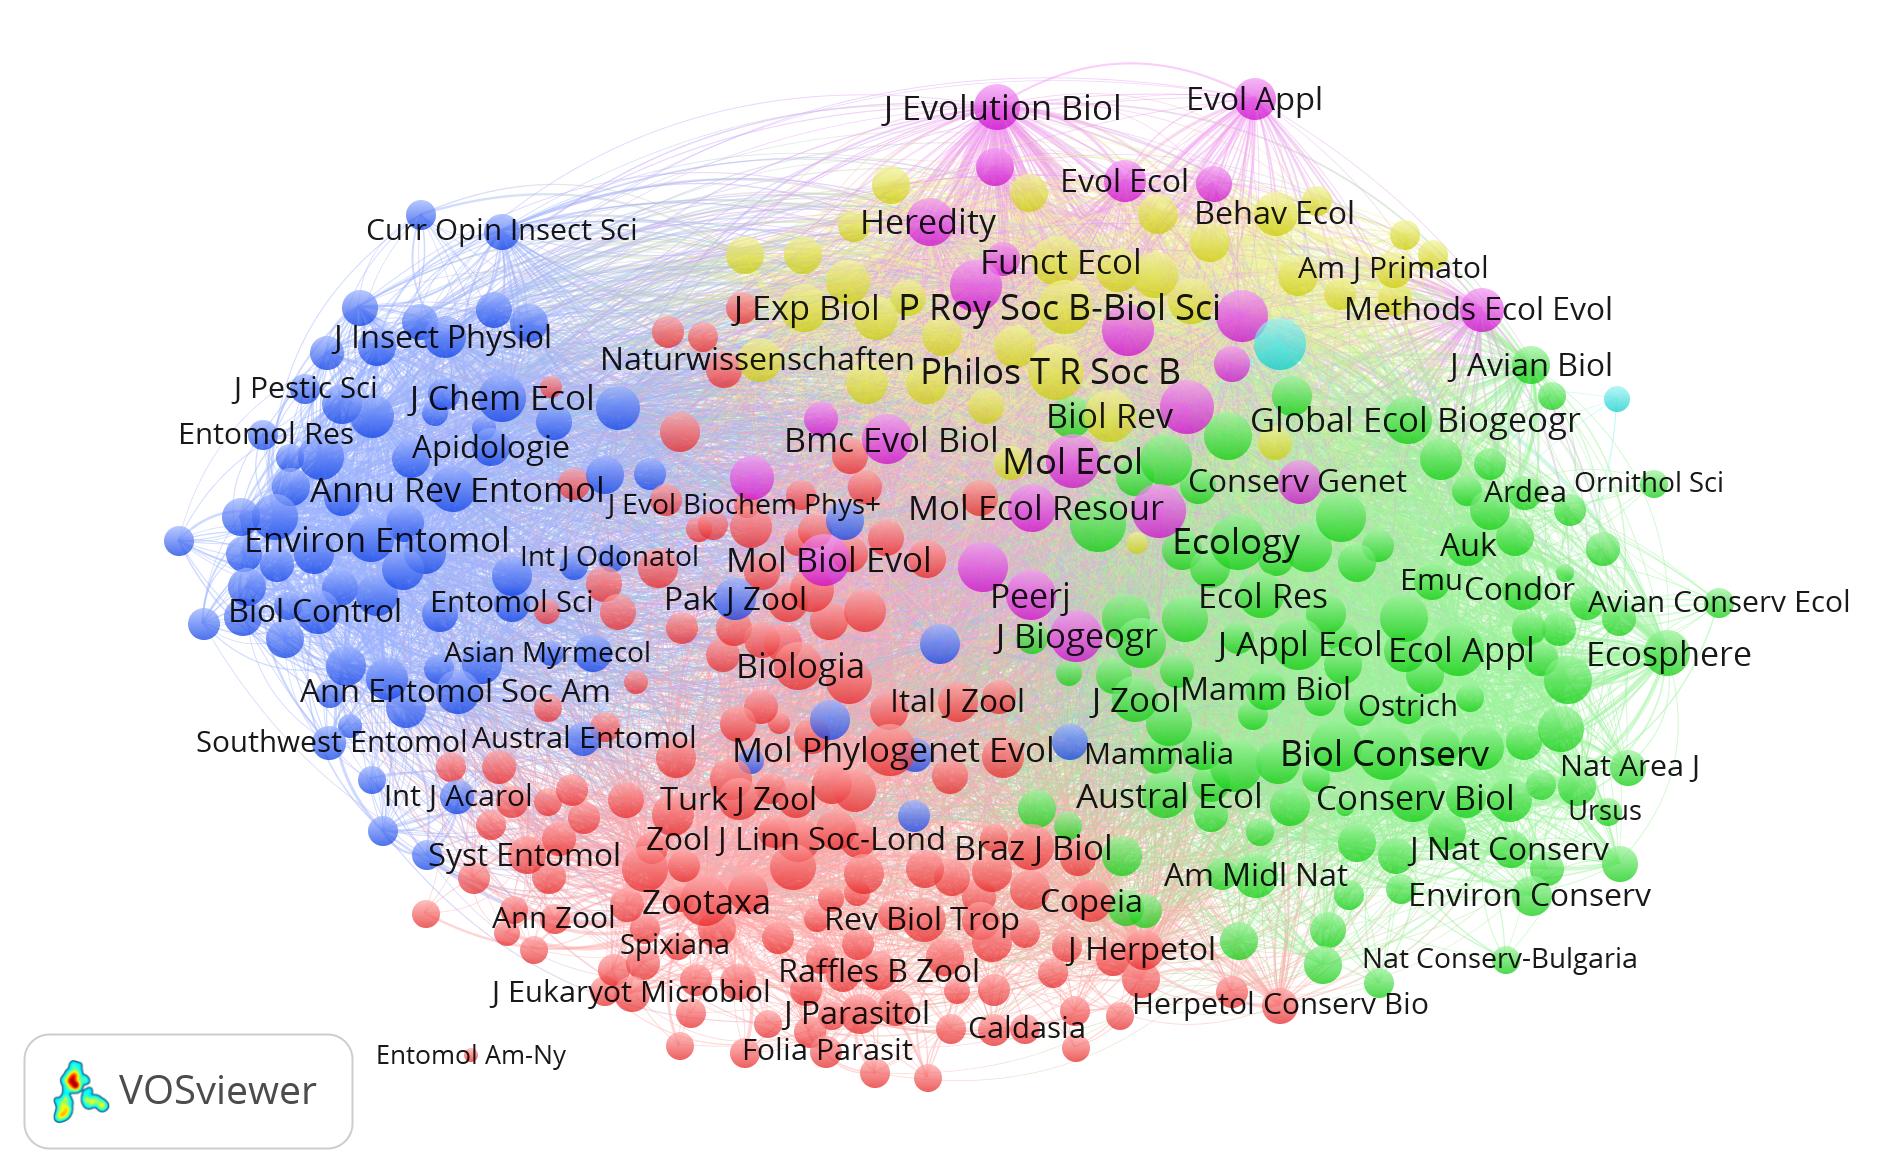 J Evolution Biol
Evol Appl
Evol Ecol
Behav Ecol
Heredity
Curr Opin Insect Sci
Funct Ecol
Am J Primatol
J Exp Biol
P Roy Soc B-Biol Sci
Methods Ecol Evol
J Insect Physiol
Naturwissenschaften
Philos T R Soc B
J Avian Biol
J Pestic Sci
J Chem Ecol
Biol Rev
Global Ecol Biogeogr
Entomol Res
Apidologie
Bmc Evol Biol
Mol Ecol
Conserv Genet
Ornithol Sci
Annu Rev Entomol
J Evol Biochem Phys+
Mol Ecol Resour
Ardea
Environ Entomol
Int J Odonatol
Mol Biol Evol
Ecology
Auk
Emu
Condor
Biol Control
Entomol Sci
Pak J Zool
Peerj
Ecol Res
Avian Conserv Ecol
Asian Myrmecol
Biologia
J Biogeogr
J Appl Ecol
Ecol Appl
Ecosphere
Ann Entomol Soc Am
Ital J Zool
J Zool
Mamm Biol
Ostrich
Southwest Entomol
Austral Entomol
Mol Phylogenet Evol
Mammalia
Biol Conserv
Nat Area J
Int J Acarol
Turk J Zool
Austral Ecol
Conserv Biol
Ursus
Syst Entomol
Zool J Linn Soc-Lond
Braz J Biol
J Nat Conserv
Am Midl Nat
Environ Conserv
Ann Zool
Zootaxa
Rev Biol Trop
Copeia
Spixiana
J Herpetol
Nat Conserv-Bulgaria
J Eukaryot Microbiol
Raffles B Zool
Herpetol Conserv Bio
J Parasitol
Caldasia
Entomol Am-Ny
Folia Parasit
VOSviewer